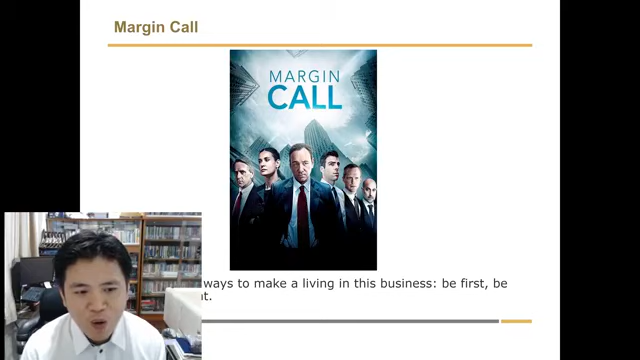 Margin Call
MARGIN
CALL
ways to make a living in this business: be first, be